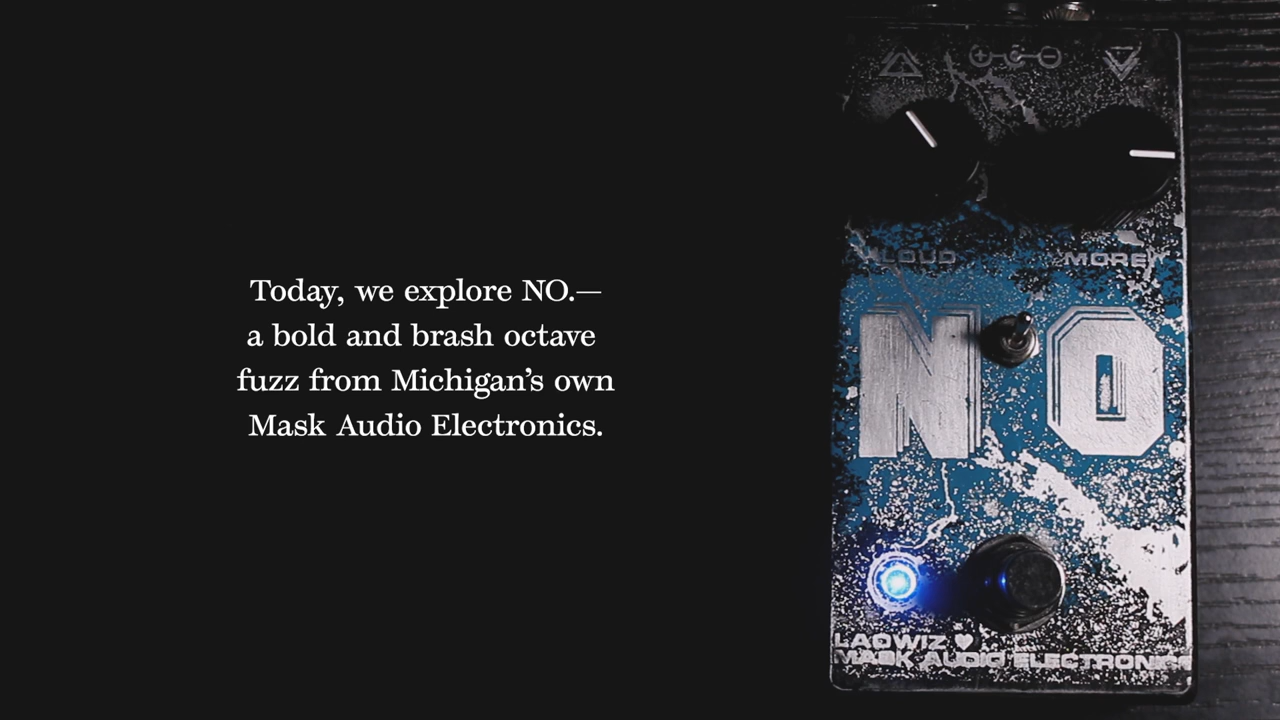 Today, we explore NO.—
a bold and brash octave
fuzz from Michigan’s own
Mask Audio Electronics.
LOUD MORE
NO
LAOWIZ ♥
MASK AUDIO ELECTRONICS